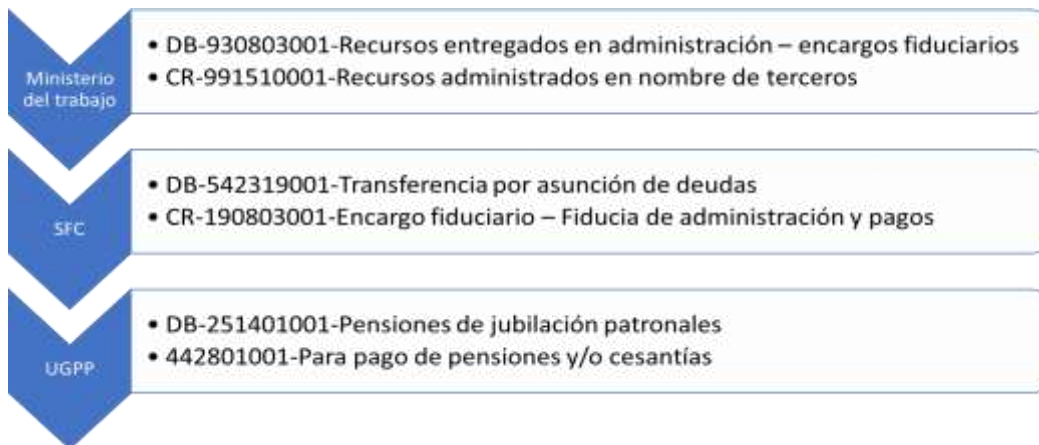 Ministerio
del trabajo
• DB-930803001-Recursos entregados en administración – encargos fiduciarios
• CR-991510001-Recursos administrados en nombre de terceros
SFC
• DB-542319001-Transferencia por asunción de deudas
• CR-190803001-Encargo fiduciario – Fiducia de administración y pagos
UGPP
• DB-251401001-Pensiones de jubilación patronales
• 442801001-Para pago de pensiones y/o cesantías